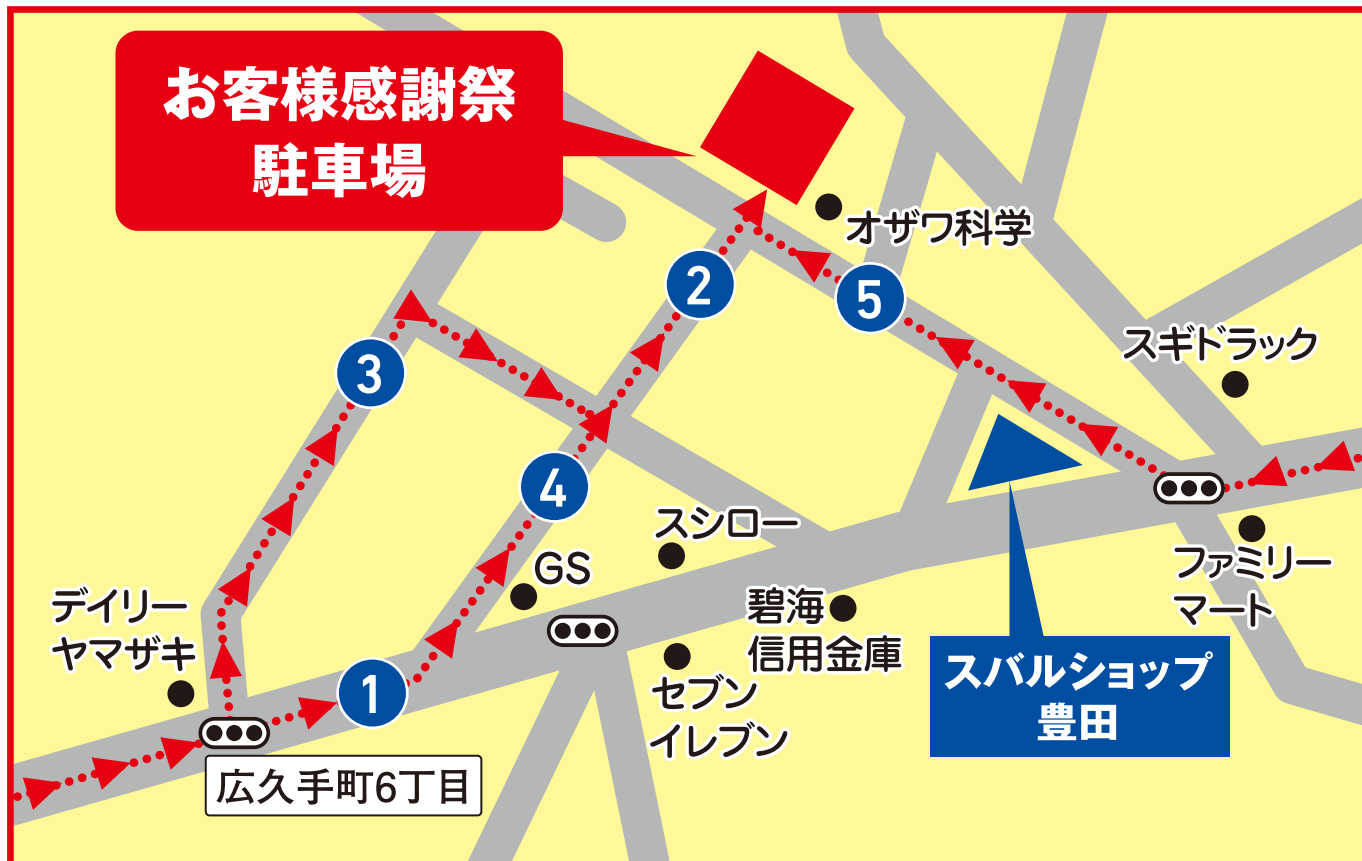 お客様感謝祭
駐車場
オザワ科学
2
5
スギドラック
3
4
スシロー
GS
ファミリー
マート
デイリー
ヤマザキ
碧海
信用金庫
スバルショップ
豊田
1
セブン
イレブン
広久手町6丁目